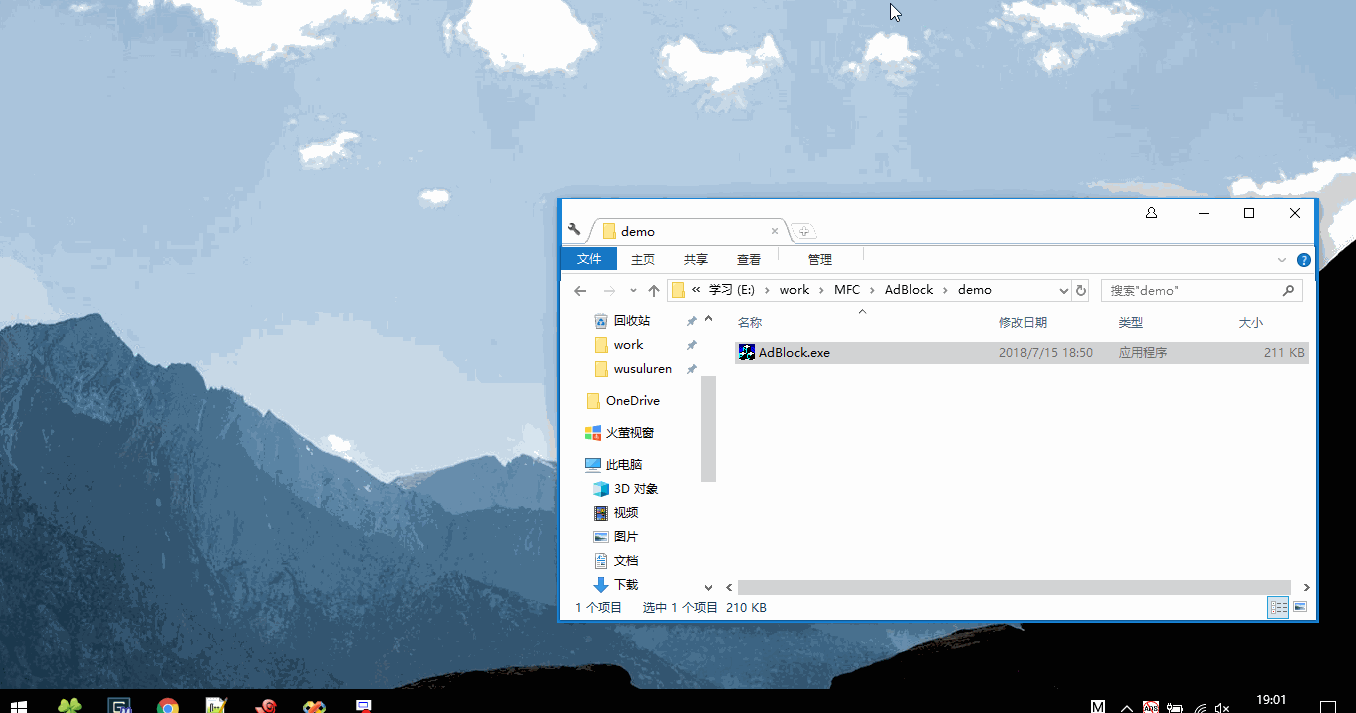 demo
文件 主页 共享 查看 管理
« 学习 (E:) › work › MFC › AdBlock › demo 搜索"demo"
回收站
work
wusuluren
OneDrive
火萤视窗
此电脑
3D 对象
视频
图片
文档
下载
名称 修改日期 类型 大小
AdBlock.exe 2018/7/15 18:50 应用程序 211 KB
1 个项目 选中 1 个项目 210 KB
M ADS 19:01